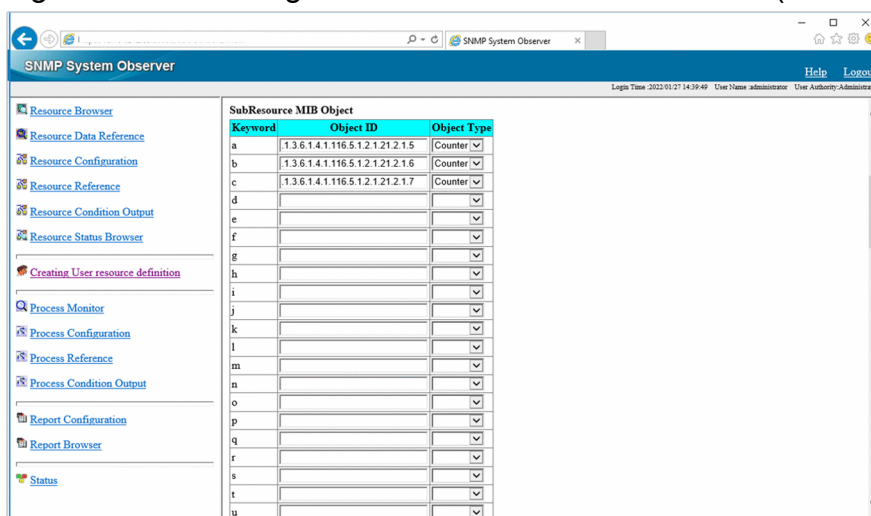 SNMP System Observer
SNMP System Observer
Help Logou
Login Time :2022/01/27 14:39:49 User Name :administrator User Authority:Administrat
Resource Browser
Resource Data Reference
Resource Configuration
Resource Reference
Resource Condition Output
Resource Status Browser
Creating User resource definition
Process Monitor
Process Configuration
Process Reference
Process Condition Output
Report Configuration
Report Browser
Status
SubResource MIB Object
Keyword Object ID Object Type
a .1.3.6.1.4.1.116.5.1.2.1.21.2.1.5 Counter
b .1.3.6.1.4.1.116.5.1.2.1.21.2.1.6 Counter
c .1.3.6.1.4.1.116.5.1.2.1.21.2.1.7 Counter
d
e
f
g
h
i
j
k
l
m
n
o
p
q
r
s
t
u